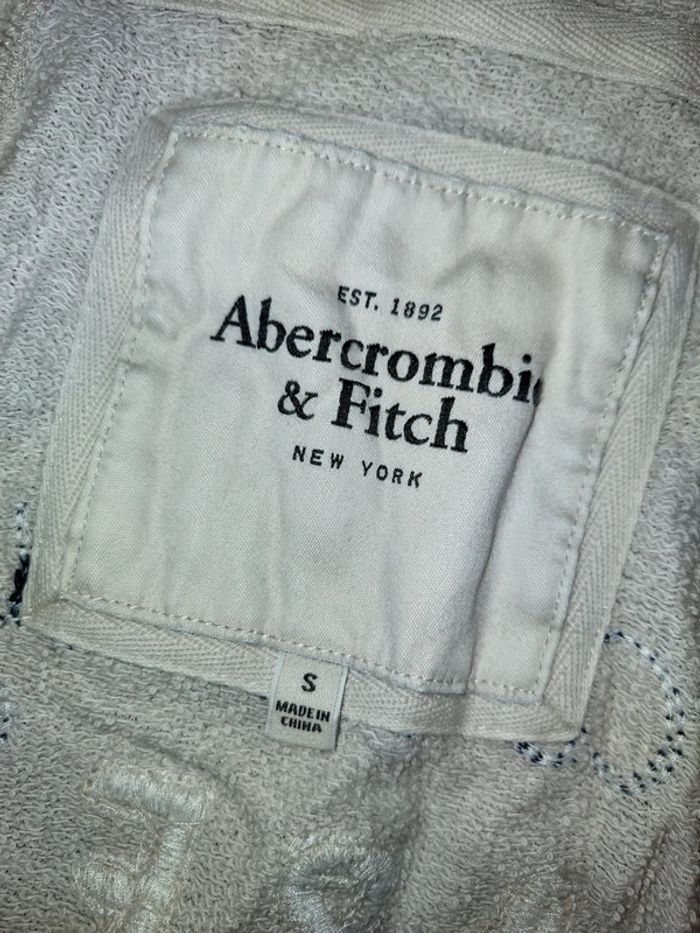 EST. 1892
Abercrombie
& Fitch
NEW YORK
S
MADE IN
CHINA